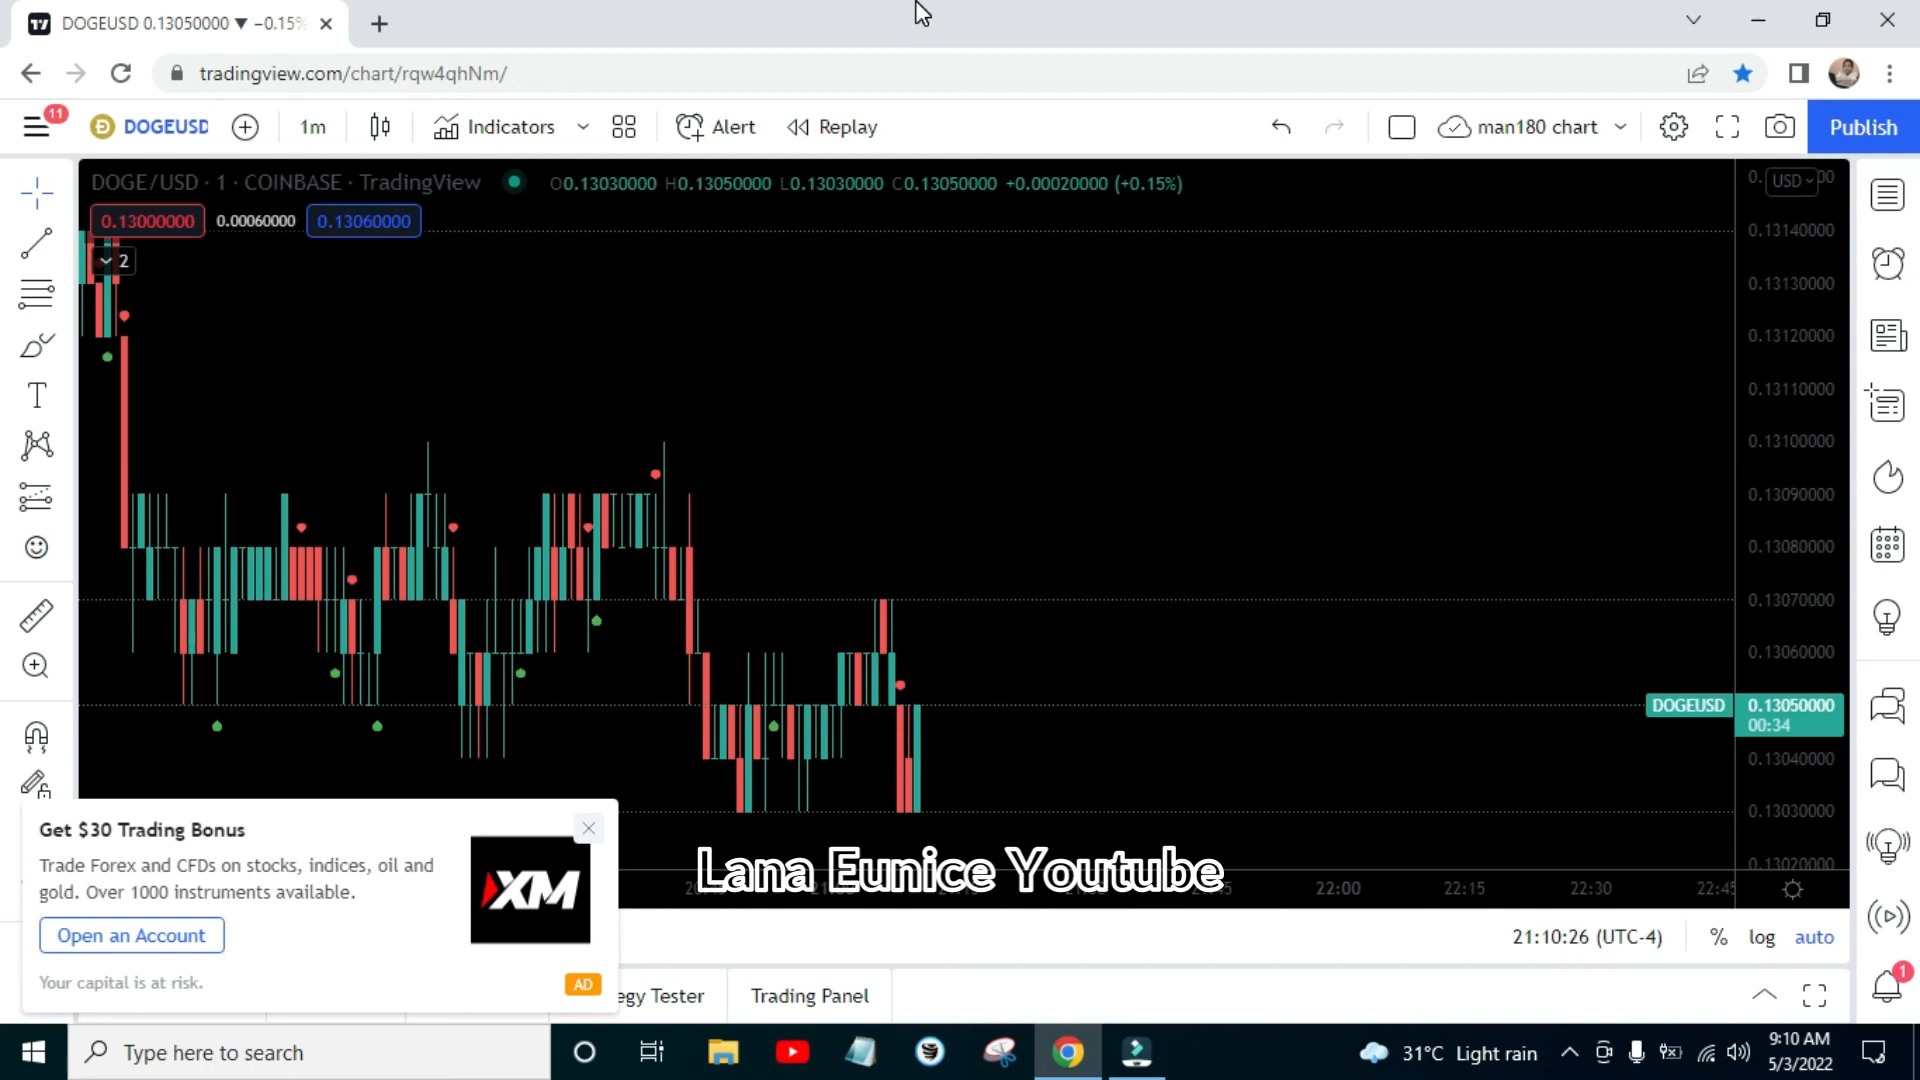 DOGEUSD 0.13050000 ▼ −0.15%
tradingview.com/chart/rqw4qhNm/
11
DOGEUSD
1m
Indicators
Alert
Replay
man180 chart
Publish
DOGE/USD · 1 · COINBASE · TradingView
O0.13030000 H0.13050000 L0.13030000 C0.13050000 +0.00020000 (+0.15%)
USD
0.13000000
0.00060000
0.13060000
2
0.13140000
0.13130000
0.13120000
0.13110000
0.13100000
0.13090000
0.13080000
0.13070000
0.13060000
DOGEUSD
0.13050000
00:34
0.13040000
0.13030000
0.13020000
Get $30 Trading Bonus
Trade Forex and CFDs on stocks, indices, oil and
gold. Over 1000 instruments available.
Open an Account
Your capital is at risk.
XM
AD
Lana Eunice Youtube
22:00
22:15
22:30
22:45
21:10:26 (UTC-4)
%
log
auto
egy Tester
Trading Panel
1
Type here to search
31°C Light rain
9:10 AM
5/3/2022